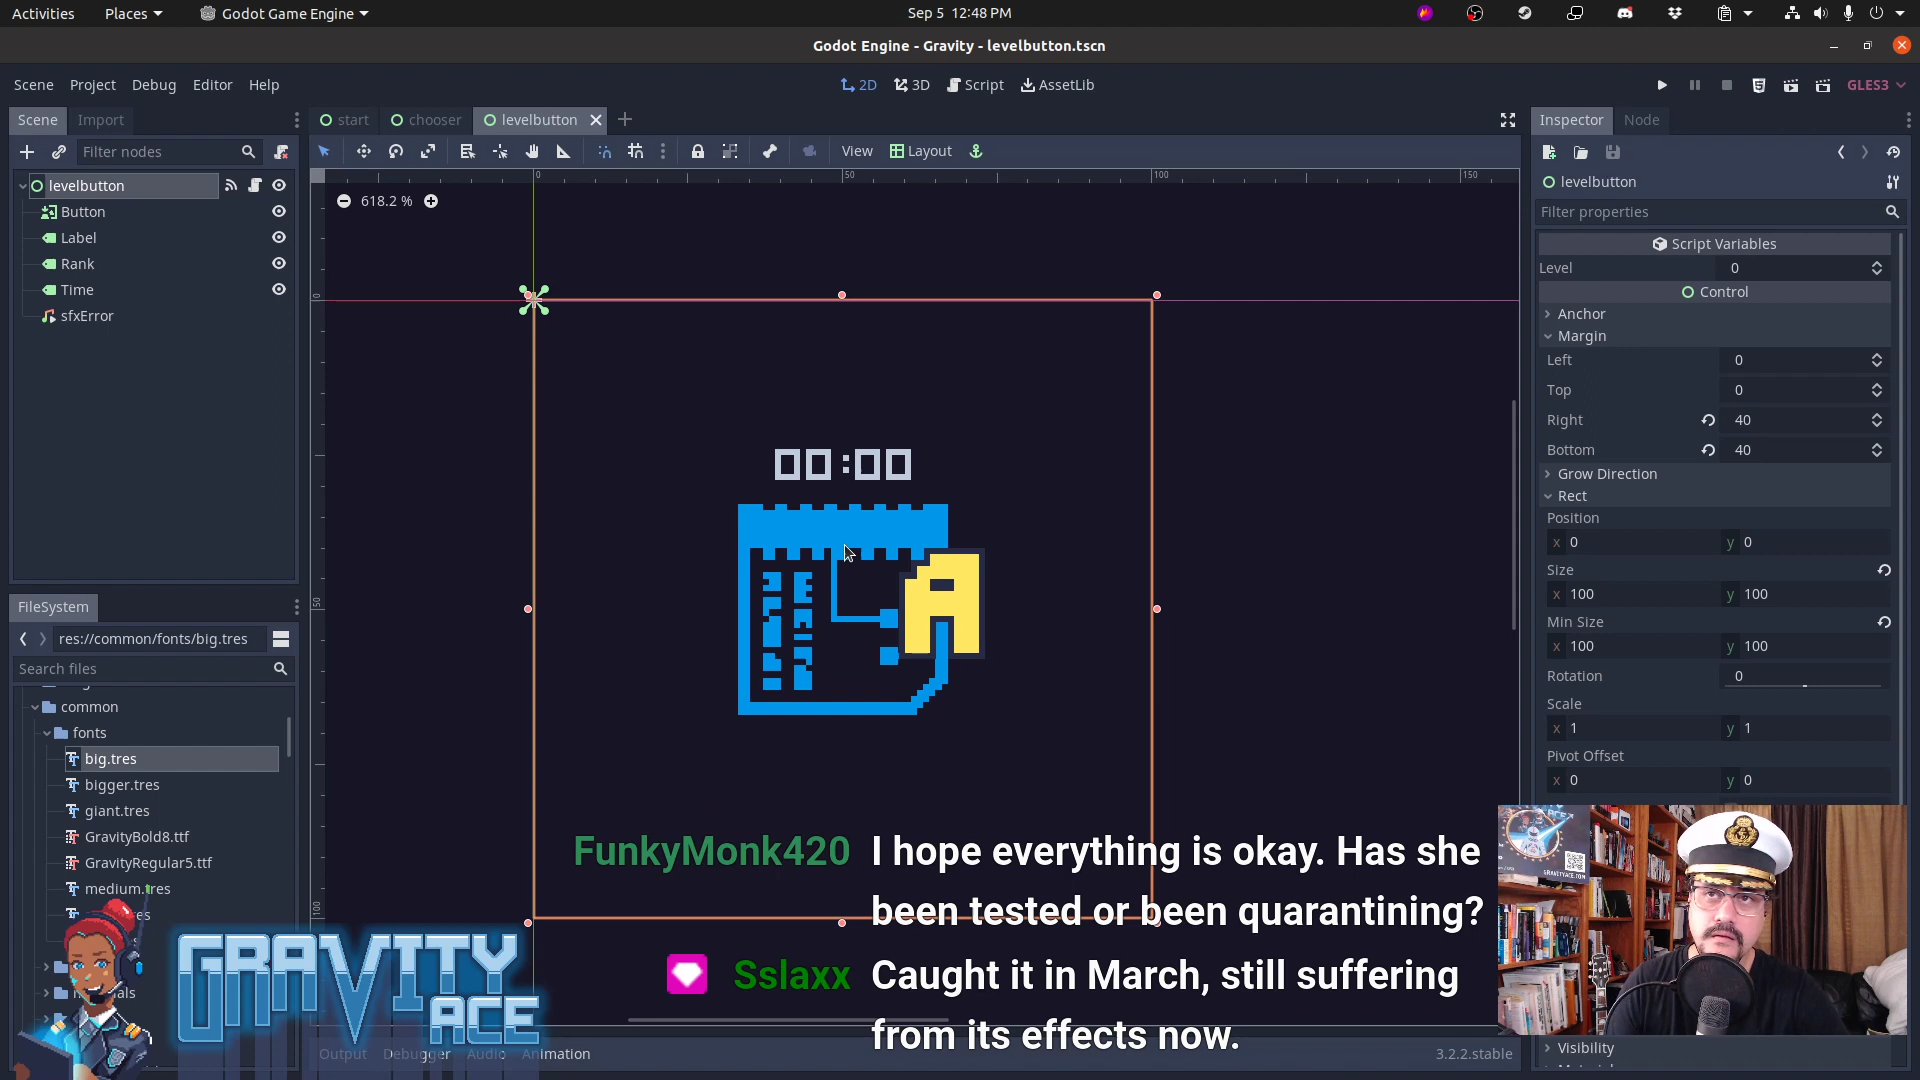 Activities
Places
Godot Game Engine
Sep 5 12:48 PM
Godot Engine - Gravity - levelbutton.tscn
Scene
Project
Debug
Editor
Help
2D
3D
Script
AssetLib
GLES3
Scene
Import
start
chooser
levelbutton
Inspector
Node
Filter nodes
View
Layout
levelbutton
levelbutton
Button
Label
Rank
Time
sfxError
0
50
100
150
618.2 %
0
50
100
00:00
A
Filter properties
Script Variables
Level 0
Control
Anchor
Margin
Left 0
Top 0
Right 40
Bottom 40
Grow Direction
Rect
Position
x 0 y 0
Size
x 100 y 100
Min Size
x 100 y 100
Rotation 0
Scale
x 1 y 1
Pivot Offset
x 0 y 0
Visibility
FileSystem
res://common/fonts/big.tres
Search files
common
fonts
big.tres
bigger.tres
giant.tres
GravityBold8.ttf
GravityRegular5.ttf
medium.tres
FunkyMonk420 I hope everything is okay. Has she
been tested or been quarantining?
Sslaxx Caught it in March, still suffering
from its effects now.
GRAVITY
ACE
Output
Debugger
Audio
Animation
3.2.2.stable
GRAVITYACE.COM